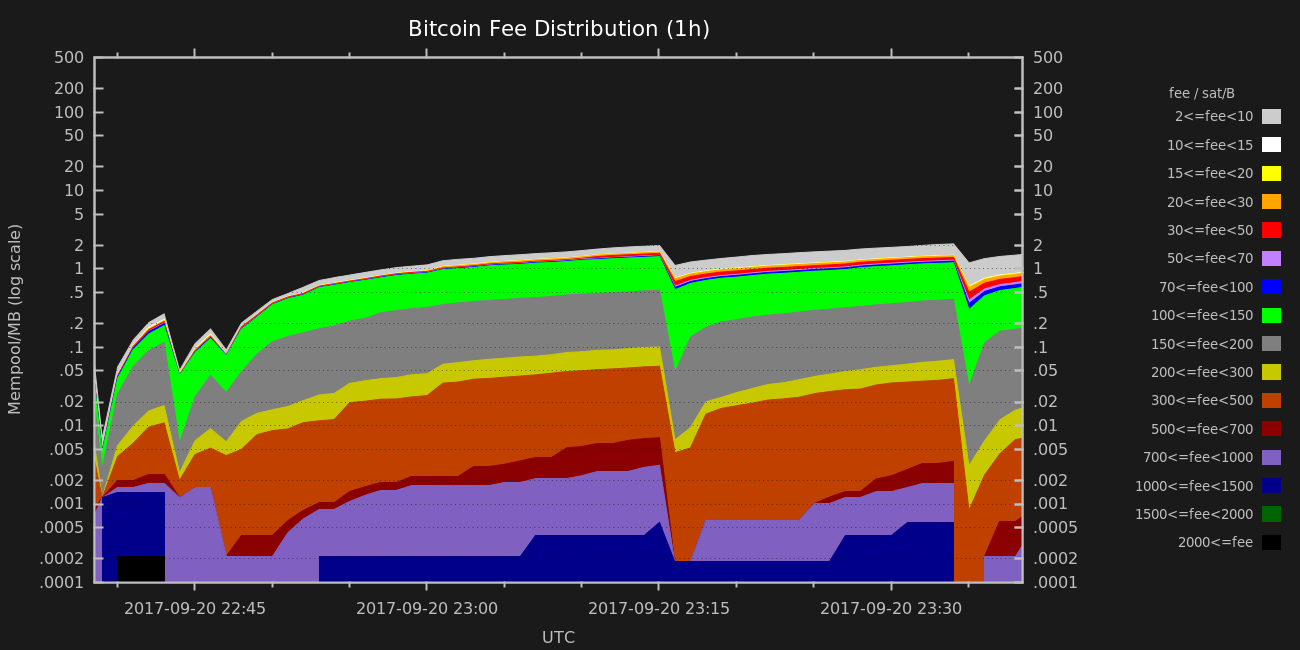 Bitcoin Fee Distribution (1h)
500
200
100
50
20
10
5
2
1
.5
.2
.1
.05
.02
.01
.005
.002
.001
.0005
.0002
.0001
Mempool/MB (log scale)
500
200
100
50
20
10
5
2
1
.5
.2
.1
.05
.02
.01
.005
.002
.001
.0005
.0002
.0001
2017-09-20 22:45
2017-09-20 23:00
2017-09-20 23:15
2017-09-20 23:30
UTC
fee / sat/B
2<=fee<10
10<=fee<15
15<=fee<20
20<=fee<30
30<=fee<50
50<=fee<70
70<=fee<100
100<=fee<150
150<=fee<200
200<=fee<300
300<=fee<500
500<=fee<700
700<=fee<1000
1000<=fee<1500
1500<=fee<2000
2000<=fee